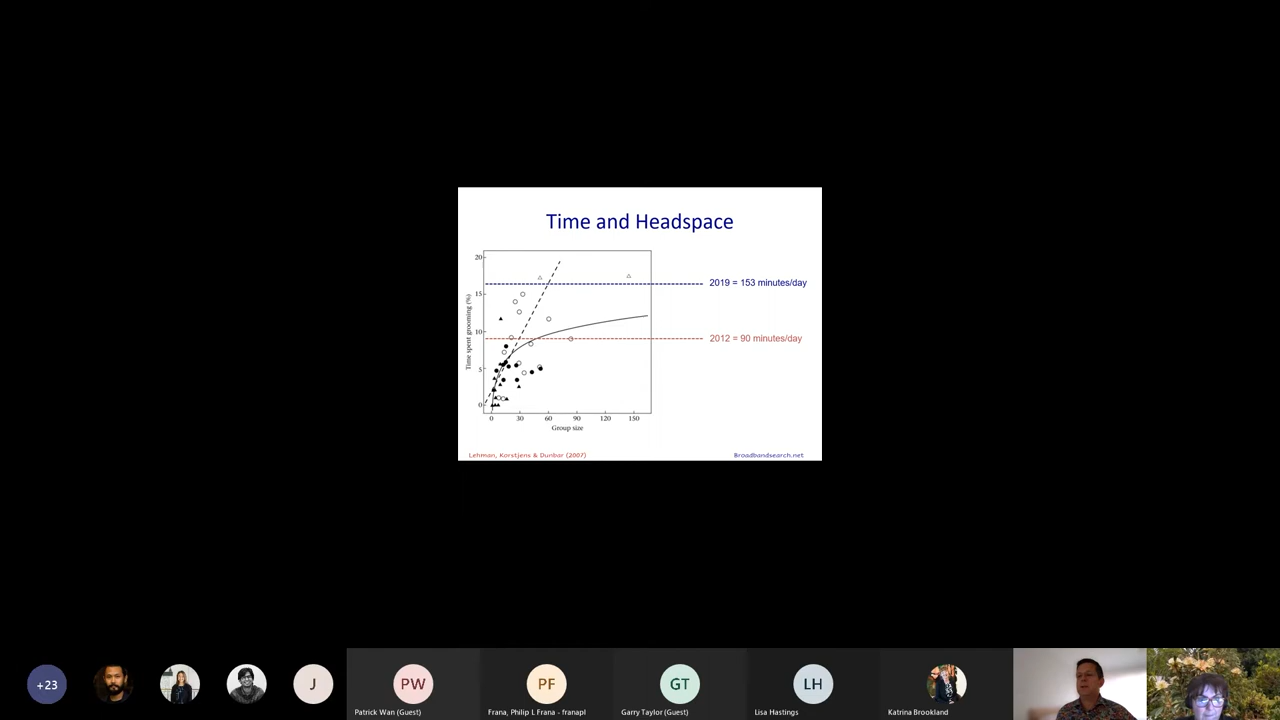 Time and Headspace
20
15
10
5
0
Time spent grooming (%)
0 30 60 90 120 150
Group size
2019 = 153 minutes/day
2012 = 90 minutes/day
Lehman, Korstjens & Dunbar (2007)
Broadbandsearch.net
+23
J
PW
PF
GT
LH
Patrick Wan (Guest)
Frana, Philip L Frana - franapl
Garry Taylor (Guest)
Lisa Hastings
Katrina Brookland